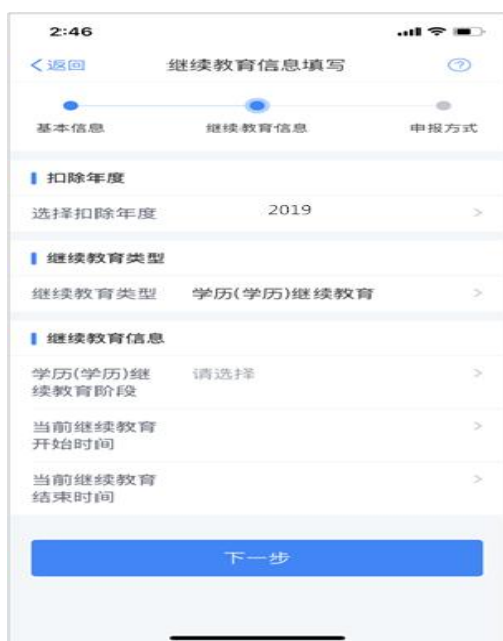 2:46
返回 继续教育信息填写
基本信息 继续教育信息 申报方式
扣除年度
选择扣除年度 2019
继续教育类型
继续教育类型 学历(学历)继续教育
继续教育信息
学历(学历)继 请选择
续教育阶段
当前继续教育
开始时间
当前继续教育
结束时间
下一步